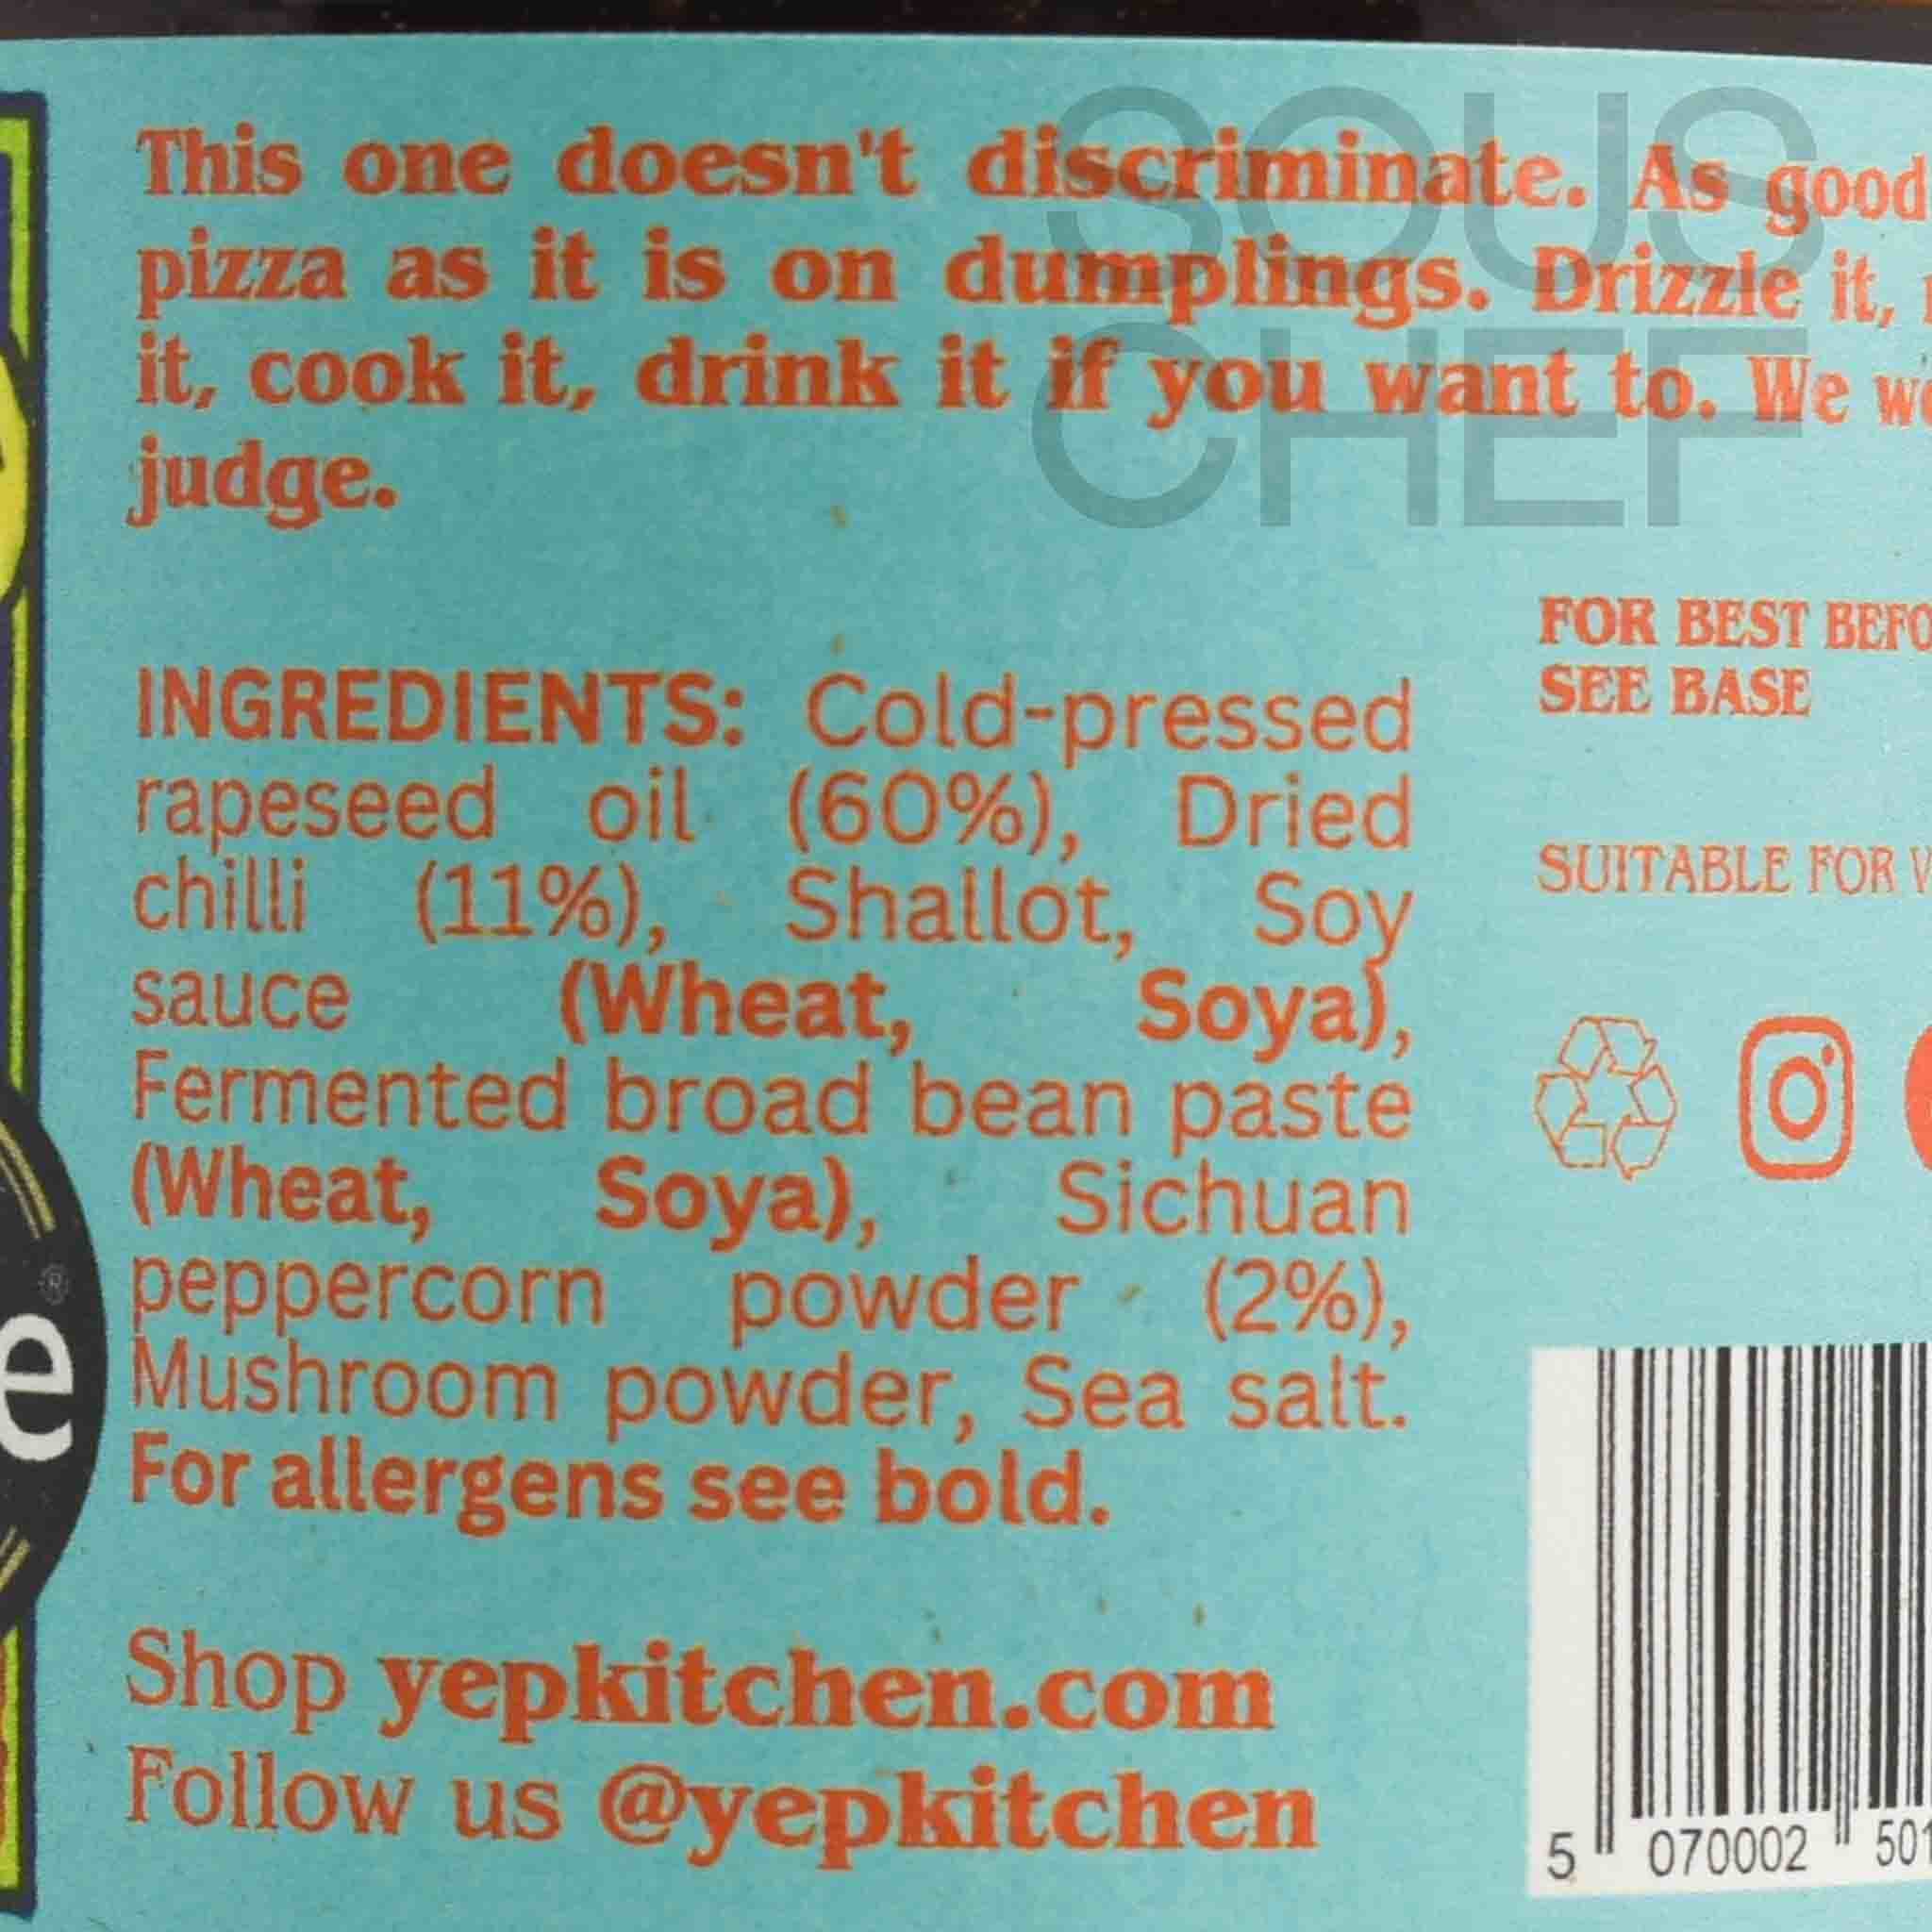 This one doesn't discriminate. As good
pizza as it is on dumplings. Drizzle it,
it, cook it, drink it if you want to. We
judge.
SOUS
CHEF
INGREDIENTS: Cold-pressed
rapeseed oil (60%), Dried
chilli (11%), Shallot, Soy
sauce (Wheat, Soya),
Fermented broad bean paste
(Wheat, Soya), Sichuan
peppercorn powder (2%),
Mushroom powder, Sea salt.
For allergens see bold.
Shop yepkitchen.com
Follow us @yepkitchen
FOR BEST BEFO
SEE BASE
SUITABLE FOR
e®
5 070002 501